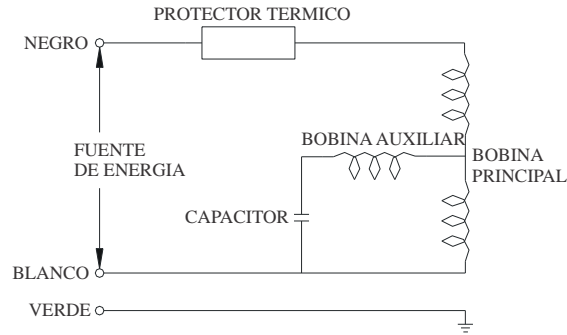 PROTECTOR TERMICO
NEGRO
BOBINA AUXILIAR
BOBINA
PRINCIPAL
FUENTE
DE ENERGIA
CAPACITOR
BLANCO
VERDE